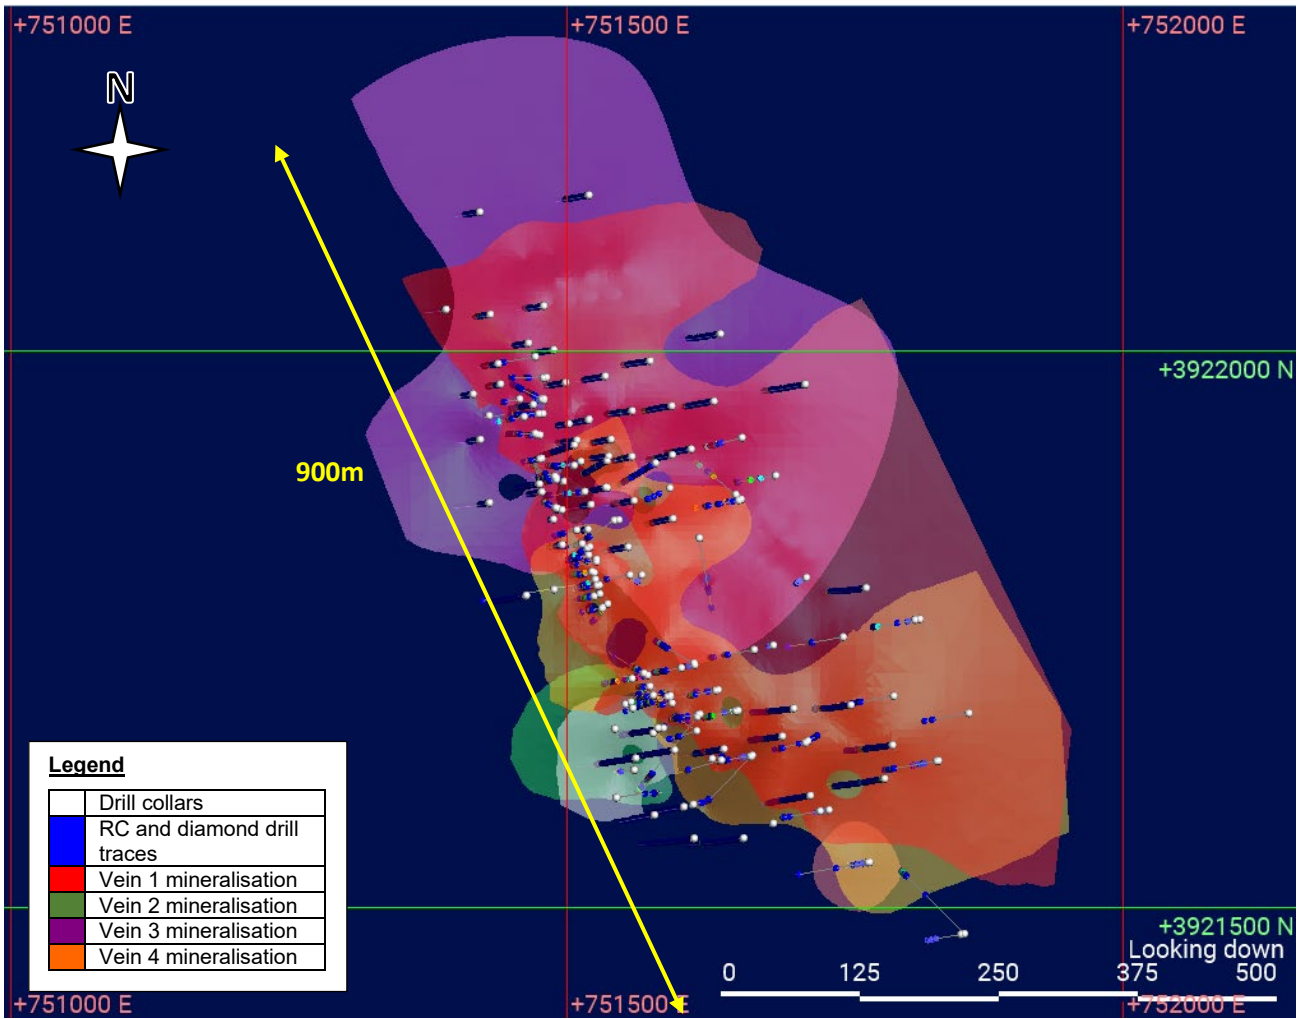 +751000 E
+751500 E
+752000 E
N
+3922000 N
900m
Legend
Drill collars
RC and diamond drill
traces
Vein 1 mineralisation
Vein 2 mineralisation
Vein 3 mineralisation
Vein 4 mineralisation
+3921500 N
Looking down
0 125 250 375 500
+751000 E
+751500 E
+752000 E